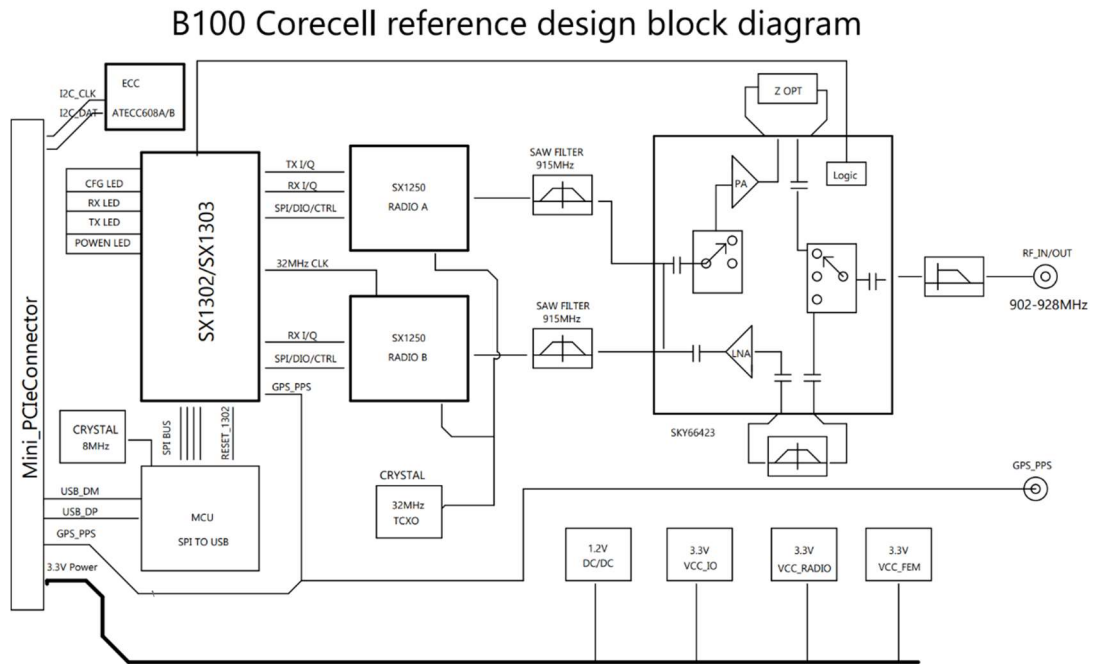 B100 Corecell reference design block diagram
ECC
ATECC608A/B
I2C_CLK
I2C_DAT
Mini_PCIeConnector
CFG LED
RX LED
TX LED
POWEN LED
SX1302/SX1303
TX I/Q
RX I/Q
SPI/DIO/CTRL
32MHz CLK
RX I/Q
SPI/DIO/CTRL
GPS_PPS
SX1250
RADIO A
SX1250
RADIO B
SAW FILTER
915MHz
SAW FILTER
915MHz
Z OPT
PA
Logic
LNA
SKY66423
RF_IN/OUT
902-928MHz
CRYSTAL
8MHz
SPI BUS
RESET_1302
USB_DM
USB_DP
GPS_PPS
3.3V Power
MCU
SPI TO USB
CRYSTAL
32MHz
TCXO
GPS_PPS
1.2V
DC/DC
3.3V
VCC_IO
3.3V
VCC_RADIO
3.3V
VCC_FEM